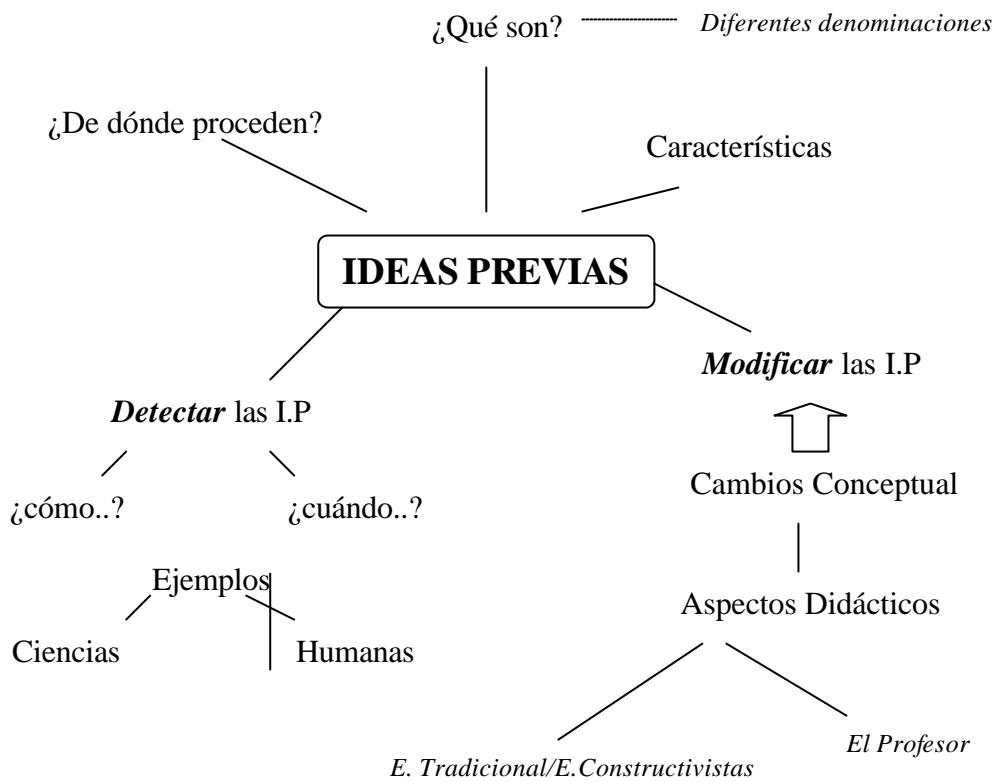 ¿Qué son?
Diferentes denominaciones
¿De dónde proceden?
Características
IDEAS PREVIAS
Modificar las I.P
Detectar las I.P
Cambios Conceptual
¿cómo..?
¿cuándo..?
Ejemplos
Aspectos Didácticos
Ciencias
Humanas
El Profesor
E. Tradicional/E.Constructivistas